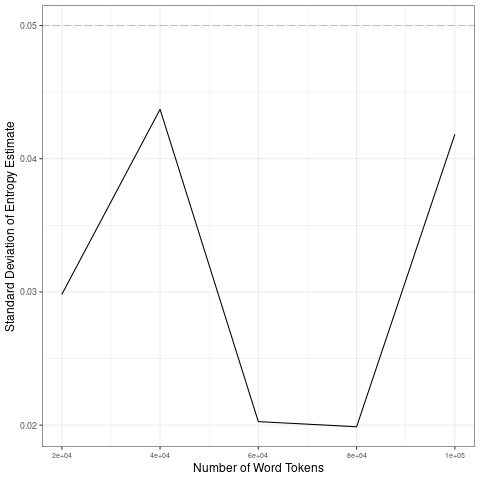 Standard Deviation of Entropy Estimate
0.05
0.04
0.03
0.02
2e+04 4e+04 6e+04 8e+04 1e+05
Number of Word Tokens